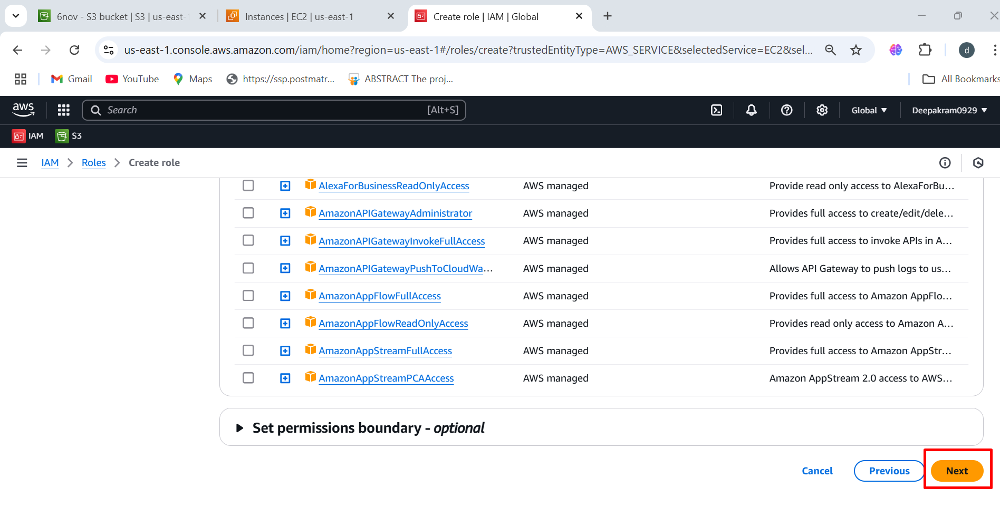 6nov - S3 bucket | S3 | us-east-
Instances | EC2 | us-east-1
Create role | IAM | Global
us-east-1.console.aws.amazon.com/iam/home?region=us-east-1#/roles/create?trustedEntityType=AWS_SERVICE&selectedService=EC2&sel...
d
Gmail
YouTube
Maps
https://ssp.postmatr...
ABSTRACT The proj...
All Bookmarks
aws
Search
[Alt+S]
Global
Deepakram0929
IAM
S3
IAM
Roles
Create role
AlexaForBusinessReadOnlyAccess AWS managed Provide read only access to AlexaForBu...
AmazonAPIGatewayAdministrator AWS managed Provides full access to create/edit/dele...
AmazonAPIGatewayInvokeFullAccess AWS managed Provides full access to invoke APIs in A...
AmazonAPIGatewayPushToCloudWa... AWS managed Allows API Gateway to push logs to us...
AmazonAppFlowFullAccess AWS managed Provides full access to Amazon AppFlo...
AmazonAppFlowReadOnlyAccess AWS managed Provides read only access to Amazon A...
AmazonAppStreamFullAccess AWS managed Provides full access to Amazon AppStr...
AmazonAppStreamPCAAccess AWS managed Amazon AppStream 2.0 access to AWS...
Set permissions boundary - optional
Cancel
Previous
Next